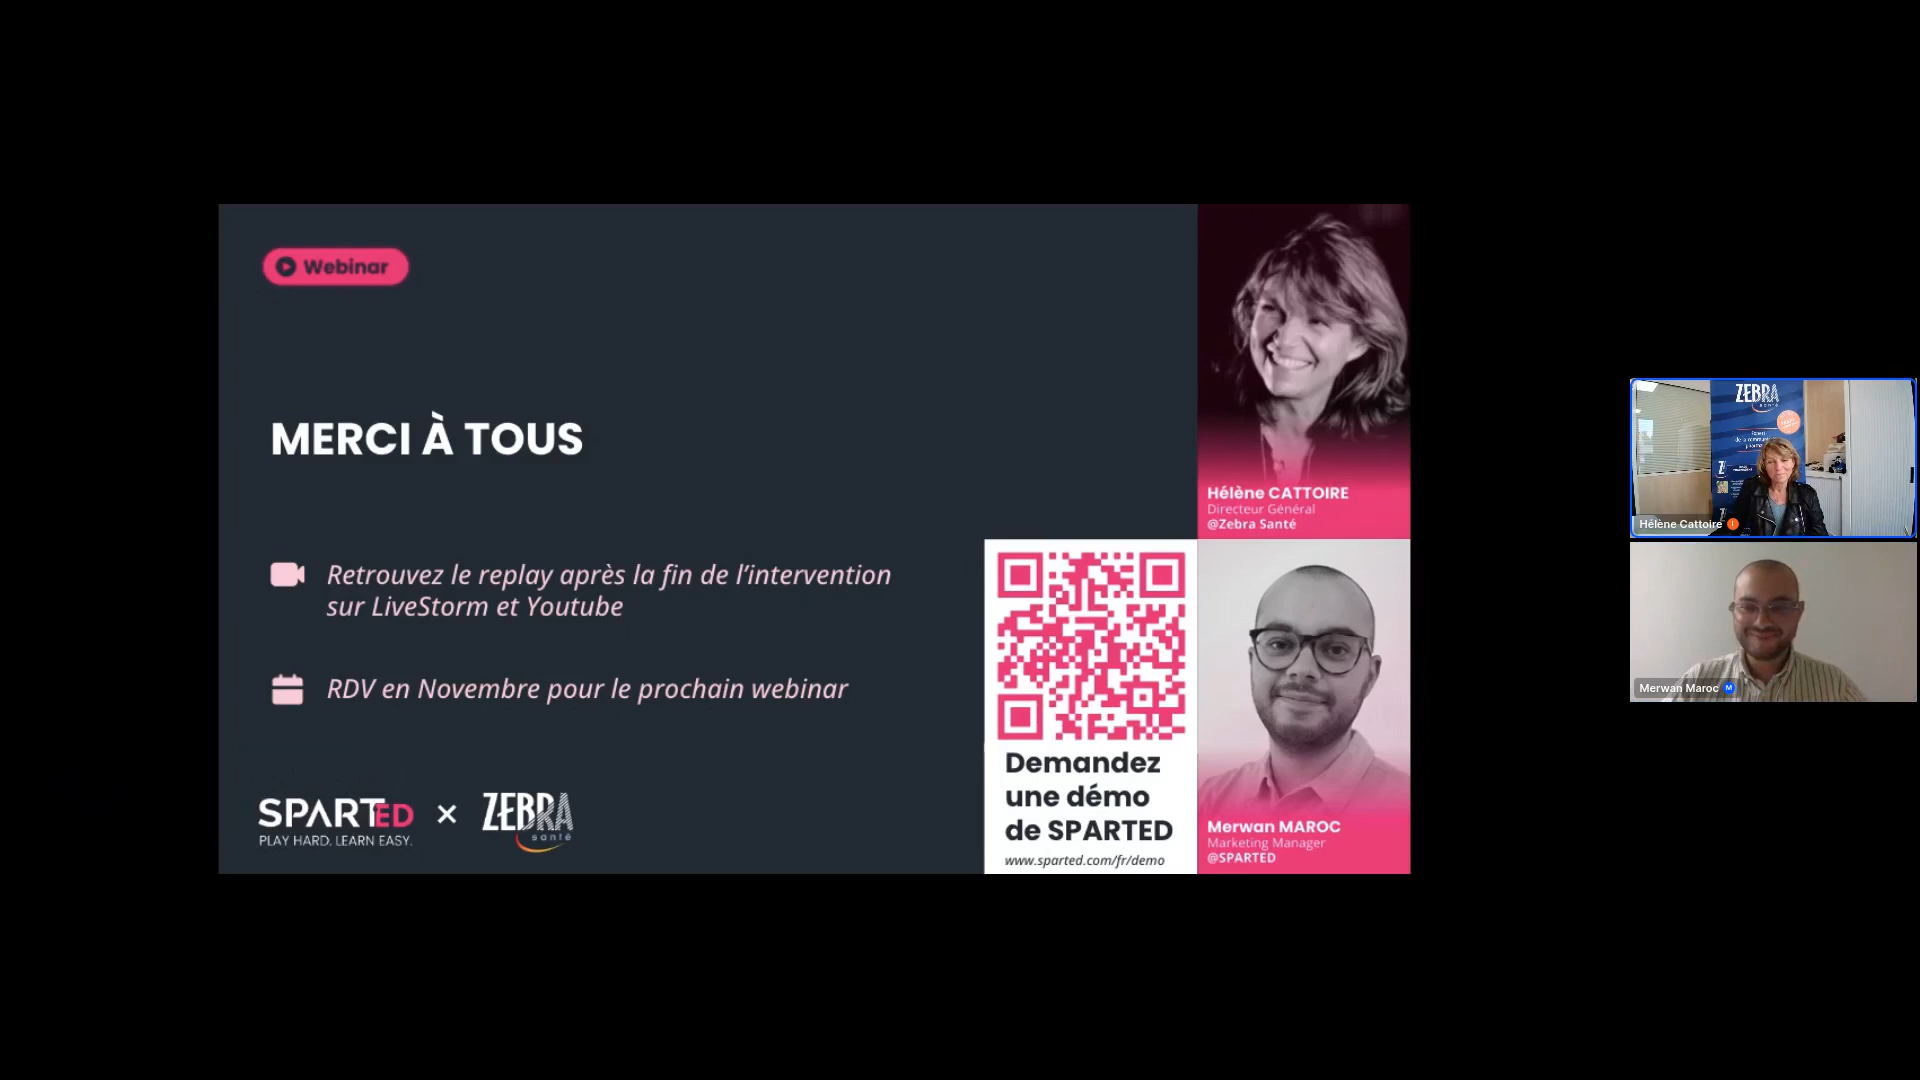 Webinar
MERCI À TOUS
Retrouvez le replay après la fin de l’intervention
sur LiveStorm et Youtube
RDV en Novembre pour le prochain webinar
SPARTED
PLAY HARD. LEARN EASY.
×
ZEBRA
santé
Demandez
une démo
de SPARTED
www.sparted.com/fr/demo
Hélène CATTOIRE
Directeur Général
@Zebra Santé
Merwan MAROC
Marketing Manager
@SPARTED
ZEBRA
santé
Hélène Cattoire
Merwan Maroc
M